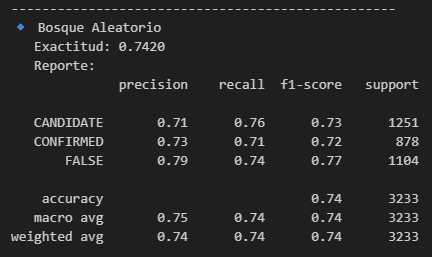 --------------------------------------------------
🔹 Bosque Aleatorio
Exactitud: 0.7420
Reporte:
precision recall f1-score support
CANDIDATE 0.71 0.76 0.73 1251
CONFIRMED 0.73 0.71 0.72 878
FALSE 0.79 0.74 0.77 1104
accuracy 0.74 3233
macro avg 0.75 0.74 0.74 3233
weighted avg 0.74 0.74 0.74 3233